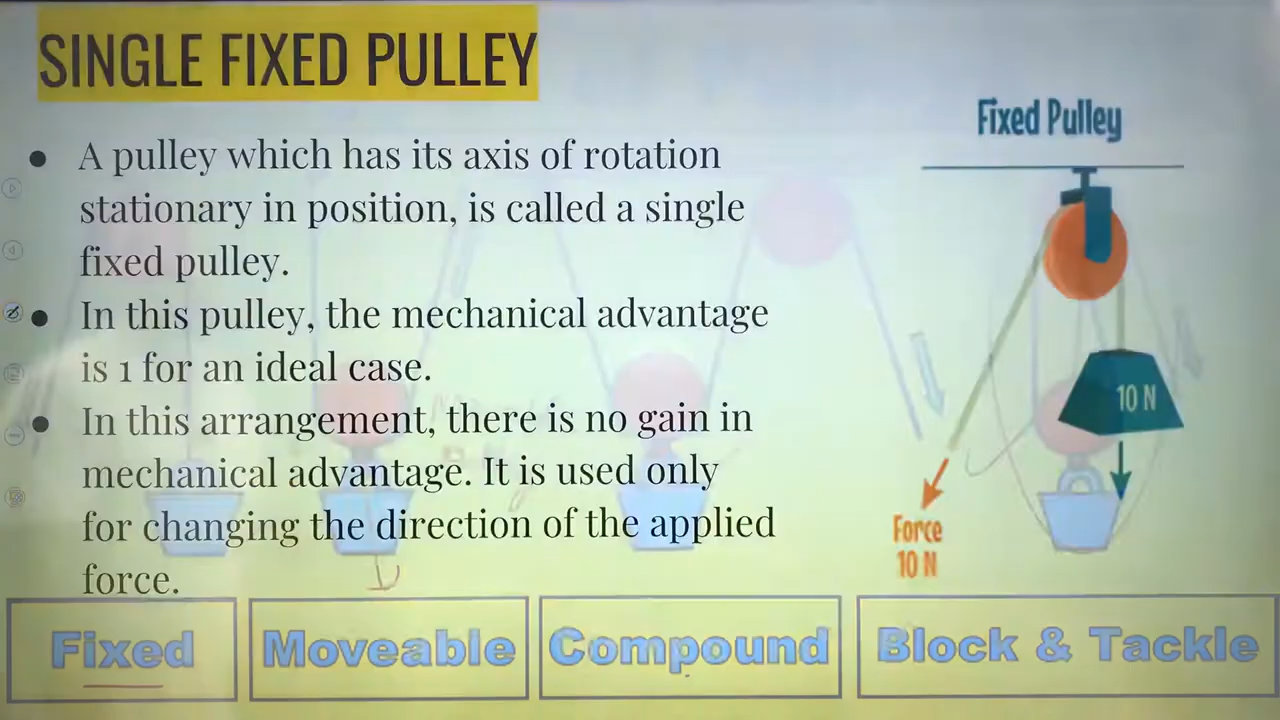 SINGLE FIXED PULLEY
Fixed Pulley
● A pulley which has its axis of rotation
stationary in position, is called a single
fixed pulley.
● In this pulley, the mechanical advantage
is 1 for an ideal case.
● In this arrangement, there is no gain in
mechanical advantage. It is used only
for changing the direction of the applied
force.
10 N
Force
10 N
Fixed
Moveable
Compound
Block & Tackle